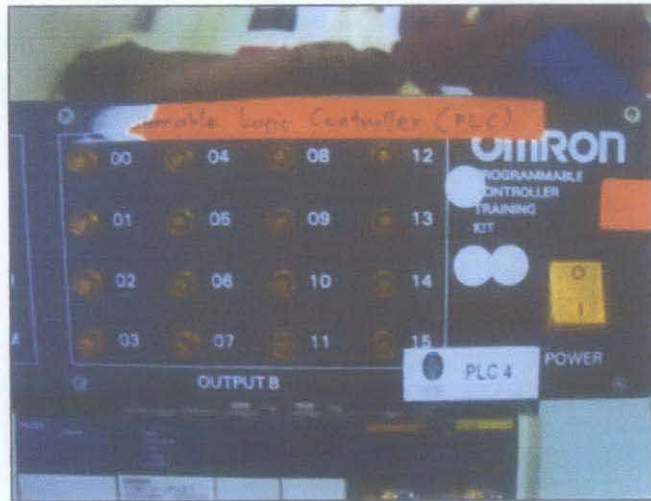 Logic Controller (PLC)
00 04 08 12
OMRON
PROGRAMMABLE
CONTROLLER
TRAINING
KIT
01 05 09 13
02 06 10 14
03 07 11 15
OUTPUT B
PLC 4
POWER